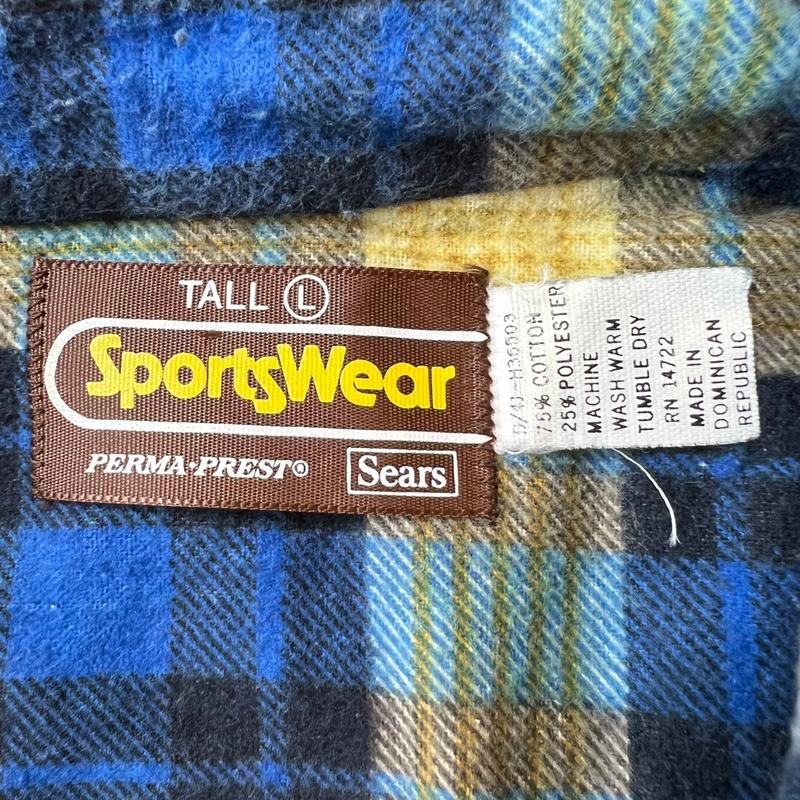 TALL L
SportsWear
PERMA·PREST®
Sears
75% COTTON
25% POLYESTER
MACHINE
WASH WARM
TUMBLE DRY
RN 14722
MADE IN
DOMINICAN
REPUBLIC